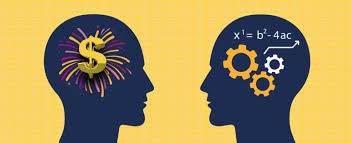 $
x¹ = b² - 4ac